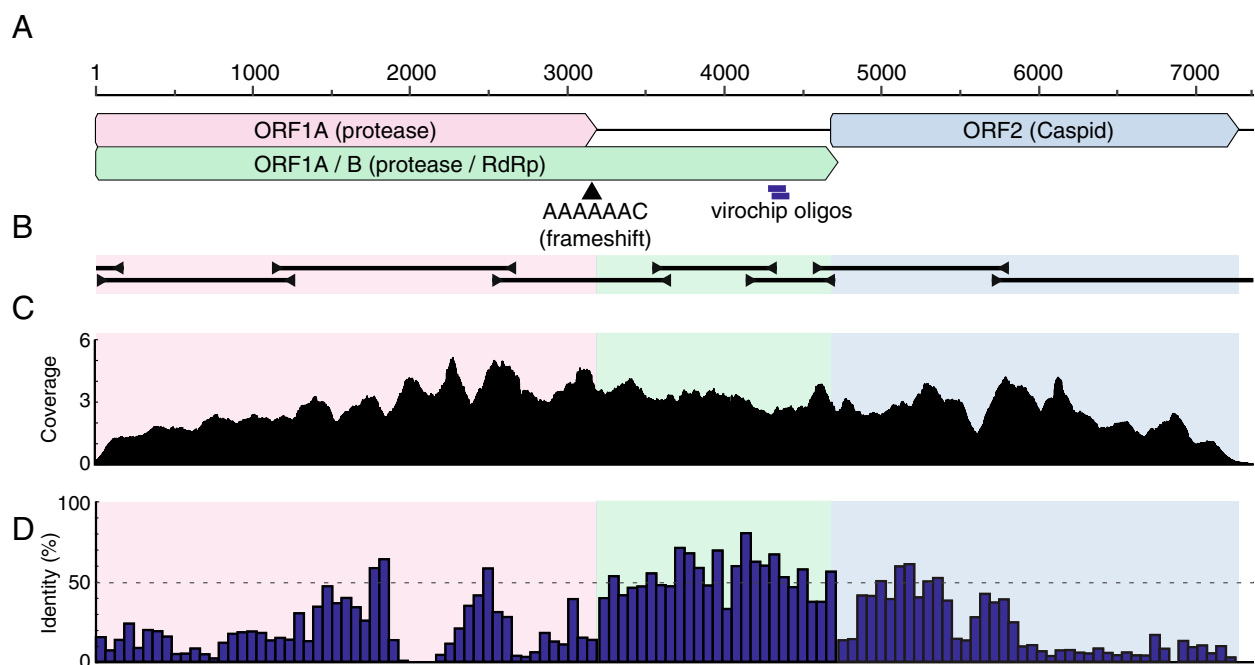 A
1 1000 2000 3000 4000 5000 6000 7000
ORF1A (protease)
ORF2 (Caspid)
ORF1A / B (protease / RdRp)
AAAAAAC
(frameshift)
virochip oligos
B
C
6
3
0
Coverage
D
100
50
0
Identity (%)